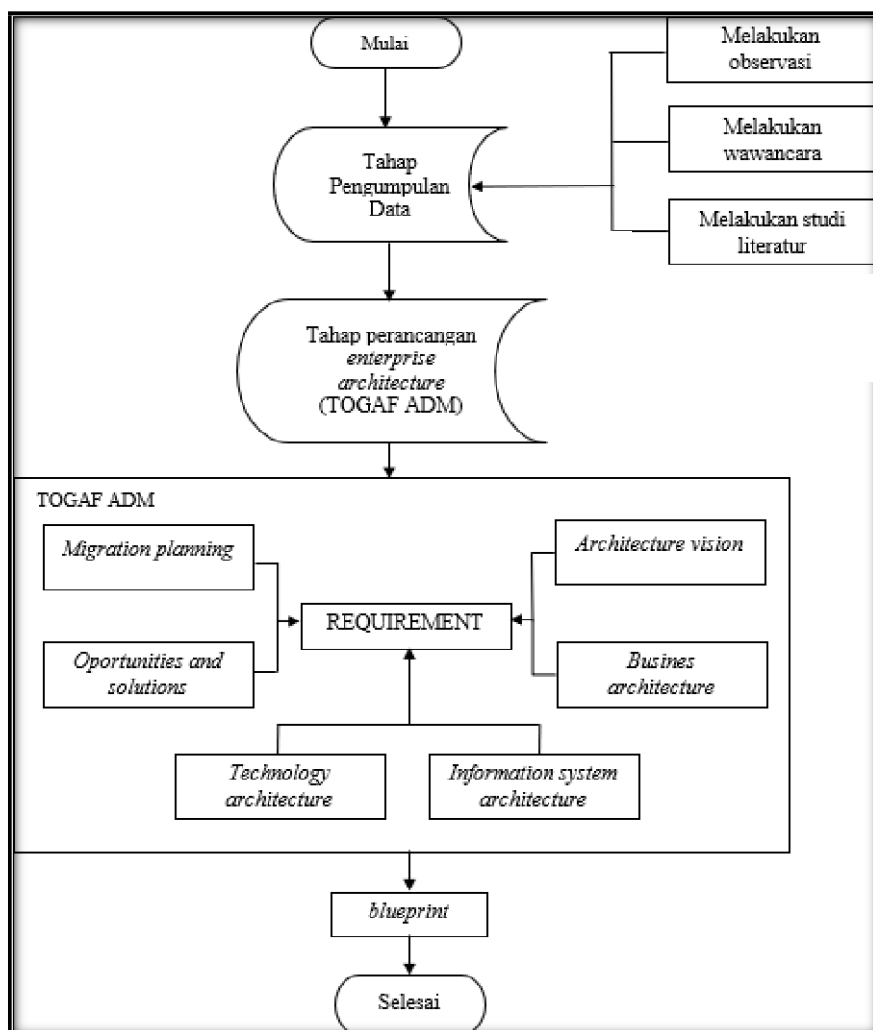 Mulai
Melakukan
observasi
Melakukan
wawancara
Melakukan studi
literatur
Tahap
Pengumpulan
Data
Tahap perancangan
enterprise
architecture
(TOGAF ADM)
TOGAF ADM
Migration planning
Architecture vision
REQUIREMENT
Oportunities and
solutions
Busines
architecture
Technology
architecture
Information system
architecture
blueprint
Selesai